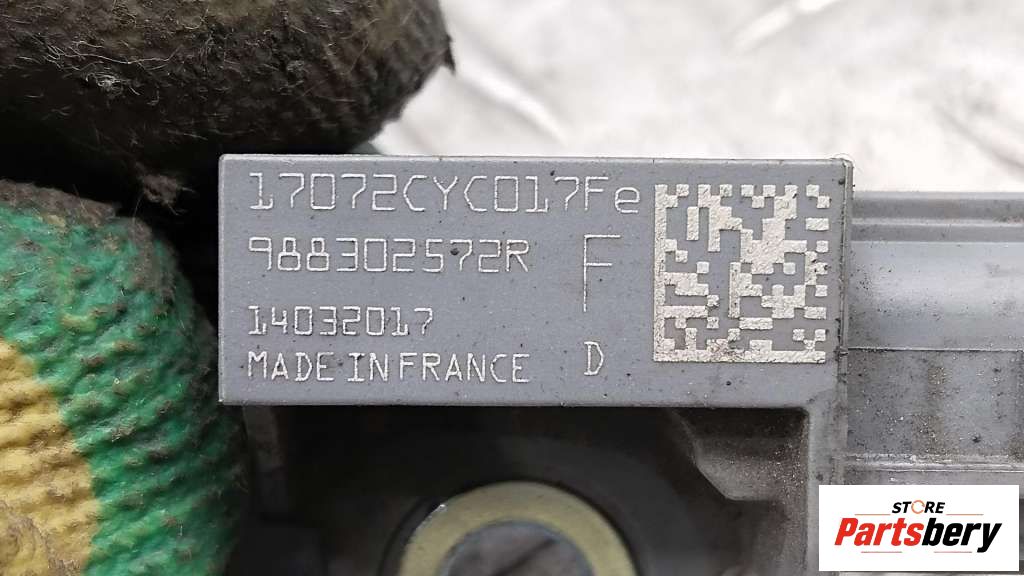 17072CYC017Fe
988302572R F
14032017
MADE IN FRANCE D
STORE
Partsbery